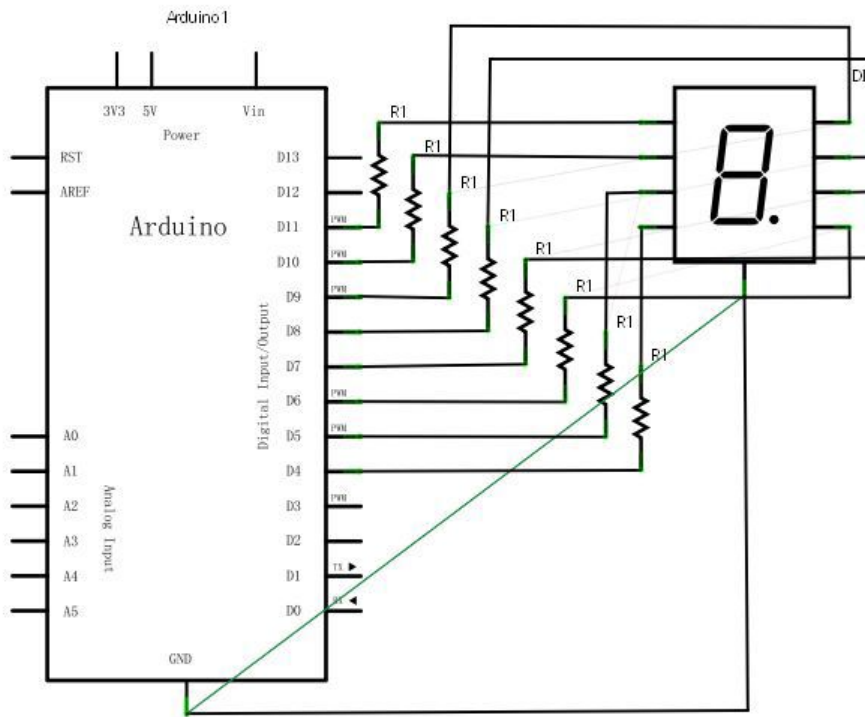 Arduino1
3V3
5V
Vin
Power
RST
AREF
Arduino
D13
D12
PWM
D11
PWM
D10
PWM
D9
D8
D7
PWM
D6
PWM
D5
D4
PWM
D3
D2
TX
D1
D0
Digital Input/Output
A0
A1
A2
A3
A4
A5
Analog Input
GND
R1
R1
R1
R1
R1
R1
R1
R1
8.